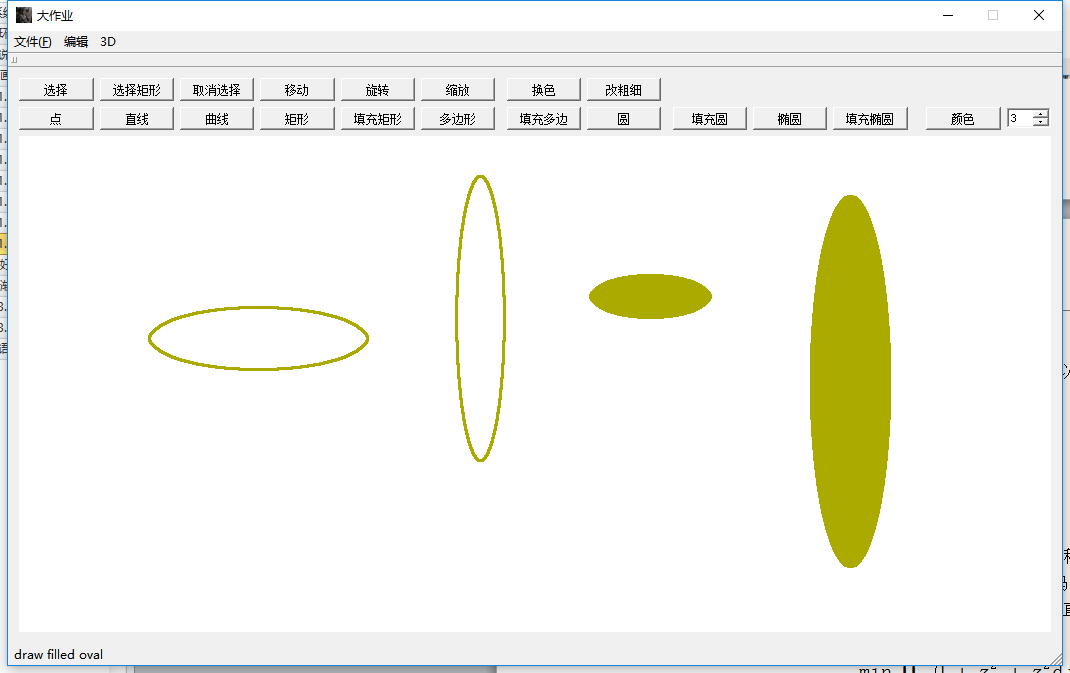 大作业
文件(F) 编辑 3D
选择 选择矩形 取消选择 移动 旋转 缩放 换色 改粗细
点 直线 曲线 矩形 填充矩形 多边形 填充多边 圆 填充圆 椭圆 填充椭圆 颜色 3
draw filled oval